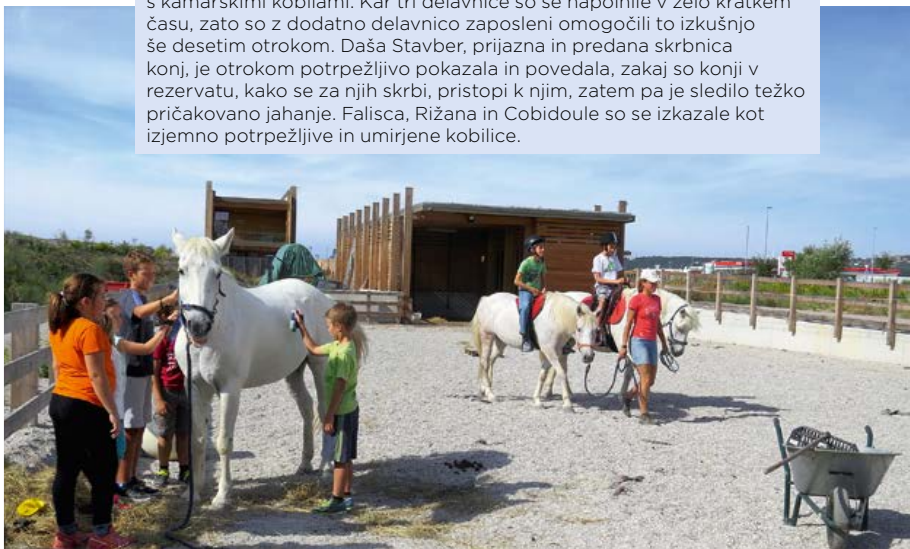 s kamarškimi kobilami. Kar tri delavnice so se napolnile v zelo kratkem
času, zato so z dodatno delavnico zaposleni omogočili to izkušnjo
še desetim otrokom. Daša Stavber, prijazna in predana skrbnica
konj, je otrokom potrpežljivo pokazala in povedala, zakaj so konji v
rezervatu, kako se za njih skrbi, pristopi k njim, zatem pa je sledilo težko
pričakovano jahanje. Falisca, Rižana in Cobidoule so se izkazale kot
izjemno potrpežljive in umirjene kobilice.